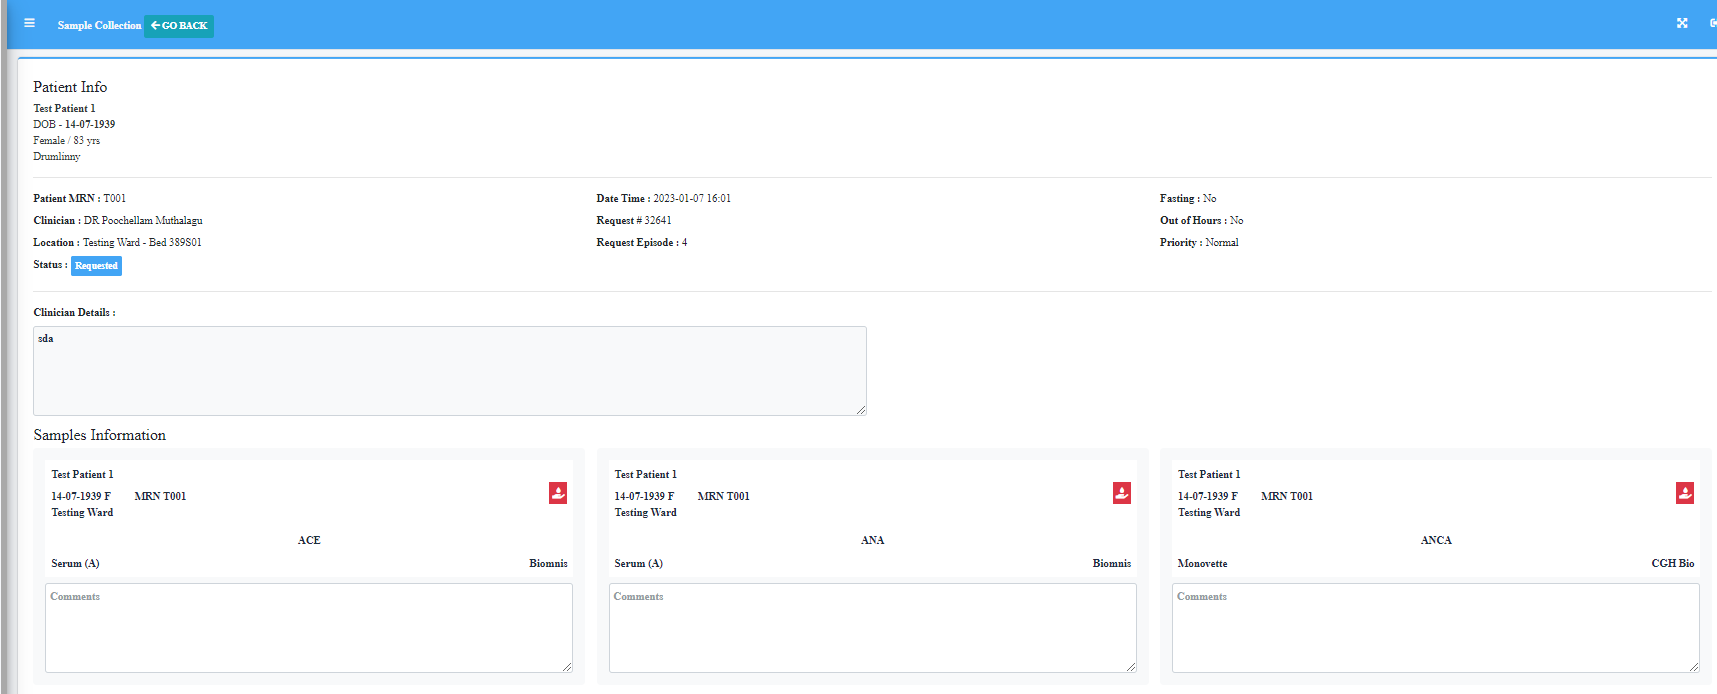 Sample Collection GO BACK
Patient Info
Test Patient 1
DOB - 14-07-1939
Female / 83 yrs
Drumlinny
Patient MRN : T001
Date Time : 2023-01-07 16:01
Fasting : No
Clinician : DR Poochellam Muthalagu
Request # 32641
Out of Hours : No
Location : Testing Ward - Bed 389S01
Request Episode : 4
Priority : Normal
Status : Requested
Clinician Details :
sda
Samples Information
Test Patient 1
14-07-1939 F MRN T001
Testing Ward
ACE
Serum (A) Biomnis
Comments
Test Patient 1
14-07-1939 F MRN T001
Testing Ward
ANA
Serum (A) Biomnis
Comments
Test Patient 1
14-07-1939 F MRN T001
Testing Ward
ANCA
Monovette CGH Bio
Comments